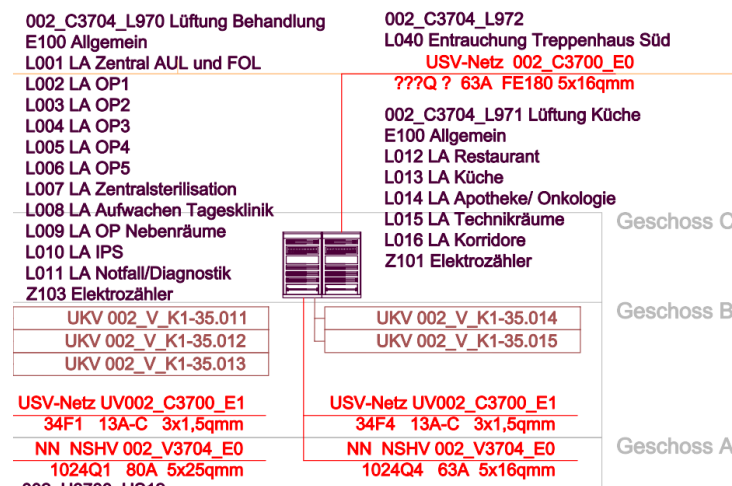 002_C3704_L970 Lüftung Behandlung
E100 Allgemein
L001 LA Zentral AUL und FOL
L002 LA OP1
L003 LA OP2
L004 LA OP3
L005 LA OP4
L006 LA OP5
L007 LA Zentralsterilisation
L008 LA Aufwachen Tagesklinik
L009 LA OP Nebenräume
L010 LA IPS
L011 LA Notfall/Diagnostik
Z103 Elektrozähler
002_C3704_L972
L040 Entrauchung Treppenhaus Süd
USV-Netz 002_C3700_E0
???Q ? 63A FE180 5x16qmm
002_C3704_L971 Lüftung Küche
E100 Allgemein
L012 LA Restaurant
L013 LA Küche
L014 LA Apotheke/ Onkologie
L015 LA Technikräume
L016 LA Korridore
Z101 Elektrozähler
Geschoss C
Geschoss B
UKV 002_V_K1-35.011
UKV 002_V_K1-35.012
UKV 002_V_K1-35.013
UKV 002_V_K1-35.014
UKV 002_V_K1-35.015
USV-Netz UV002_C3700_E1
34F1 13A-C 3x1,5qmm
USV-Netz UV002_C3700_E1
34F4 13A-C 3x1,5qmm
Geschoss A
NN NSHV 002_V3704_E0
1024Q1 80A 5x25qmm
NN NSHV 002_V3704_E0
1024Q4 63A 5x16qmm